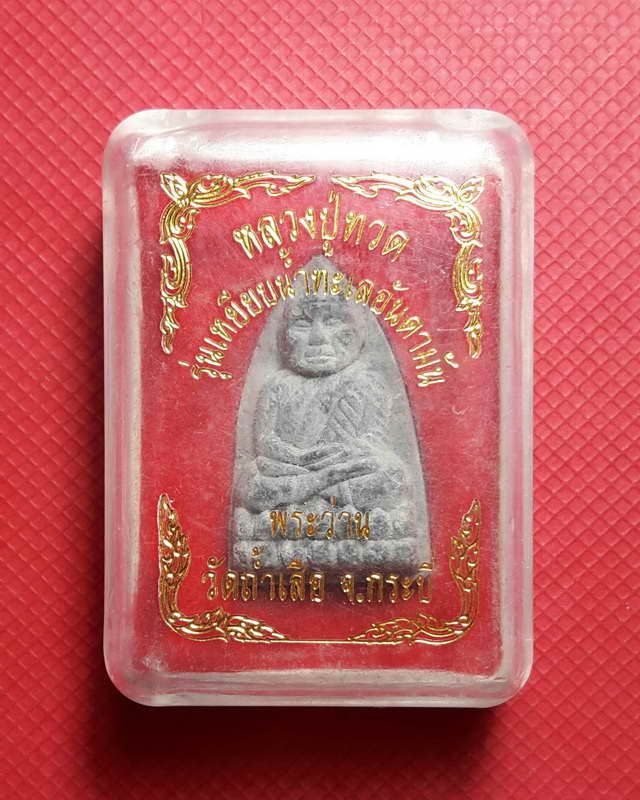 หลวงปู่ทวด
รุ่นเหยียบน้ำทะเลอันดามัน
พระว่าน
วัดถ้ำเสือ จ.กระบี่